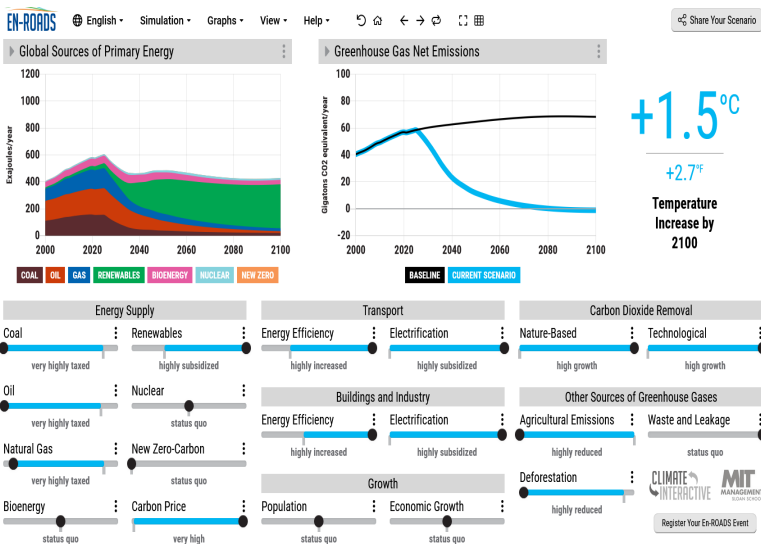 EN-ROADS
English
Simulation
Graphs
View
Help
Share Your Scenario
Global Sources of Primary Energy
Exajoules/year
1200
1000
800
600
400
200
0
2000 2020 2040 2060 2080 2100
COAL OIL GAS RENEWABLES BIOENERGY NUCLEAR NEW ZERO
Greenhouse Gas Net Emissions
Gigatons CO2 equivalent/year
100
80
60
40
20
0
-20
2000 2020 2040 2060 2080 2100
BASELINE CURRENT SCENARIO
+1.5°C
+2.7°F
Temperature
Increase by
2100
Energy Supply
Coal
very highly taxed
Renewables
highly subsidized
Oil
very highly taxed
Nuclear
status quo
Natural Gas
very highly taxed
New Zero-Carbon
status quo
Bioenergy
status quo
Carbon Price
very high
Transport
Energy Efficiency
highly increased
Electrification
highly subsidized
Buildings and Industry
Energy Efficiency
highly increased
Electrification
highly subsidized
Growth
Population
status quo
Economic Growth
status quo
Carbon Dioxide Removal
Nature-Based
high growth
Technological
high growth
Other Sources of Greenhouse Gases
Agricultural Emissions
highly reduced
Waste and Leakage
status quo
Deforestation
highly reduced
CLIMATE
INTERACTIVE
MIT
MANAGEMENT
SLOAN SCHOOL
Register Your En-ROADS Event